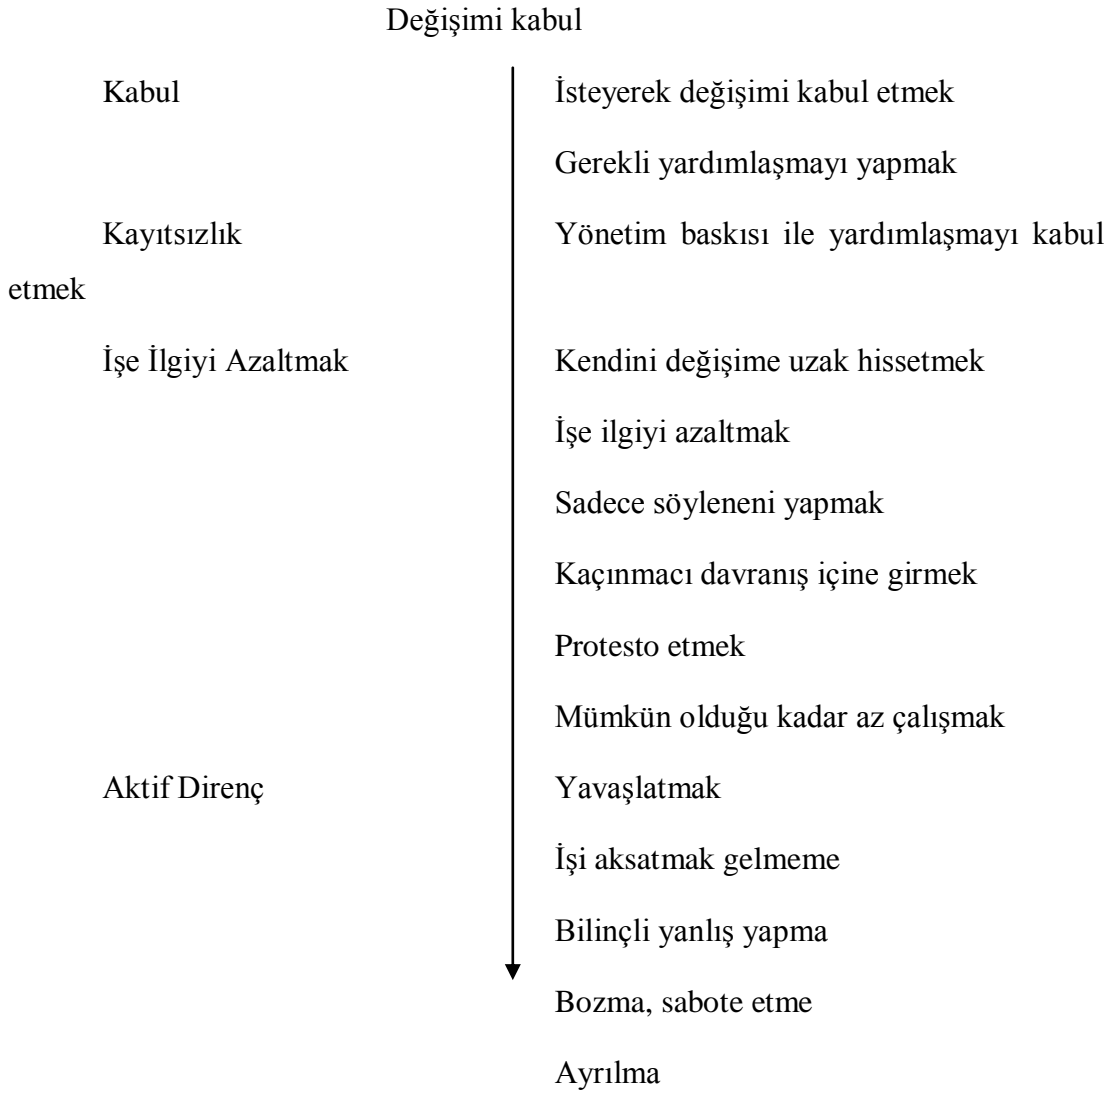 Değişimi kabul
Kabul İsteyerek değişimi kabul etmek
Gerekli yardımlaşmayı yapmak
Kayıtsızlık Yönetim baskısı ile yardımlaşmayı kabul
etmek
İşe İlgiyi Azaltmak Kendini değişime uzak hissetmek
İşe ilgiyi azaltmak
Sadece söyleneni yapmak
Kaçınmacı davranış içine girmek
Protesto etmek
Mümkün olduğu kadar az çalışmak
Aktif Direnç Yavaşlatmak
İşi aksatmak gelmeme
Bilinçli yanlış yapma
Bozma, sabote etme
Ayrılma